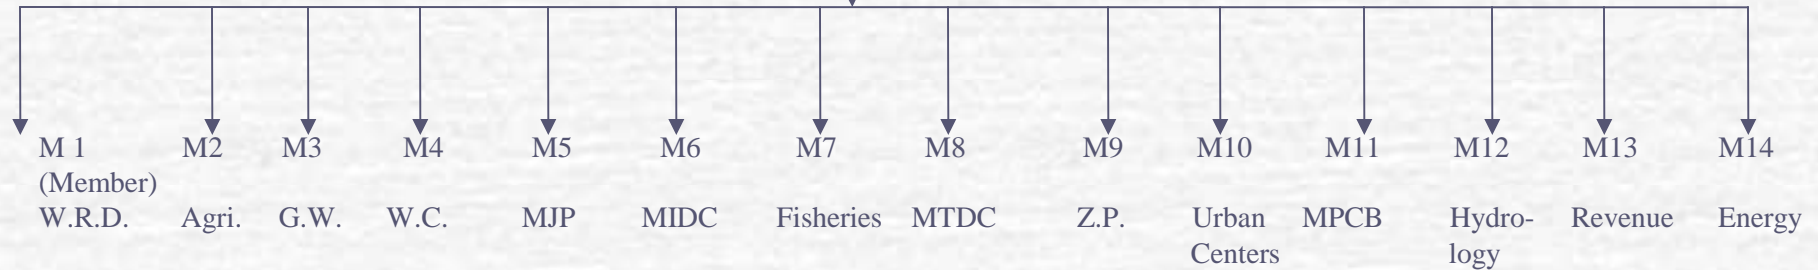 M 1 M2 M3 M4 M5 M6 M7 M8 M9 M10 M11 M12 M13 M14
(Member)
W.R.D. Agri. G.W. W.C. MJP MIDC Fisheries MTDC Z.P. Urban MPCB Hydro- Revenue Energy
Centers logy